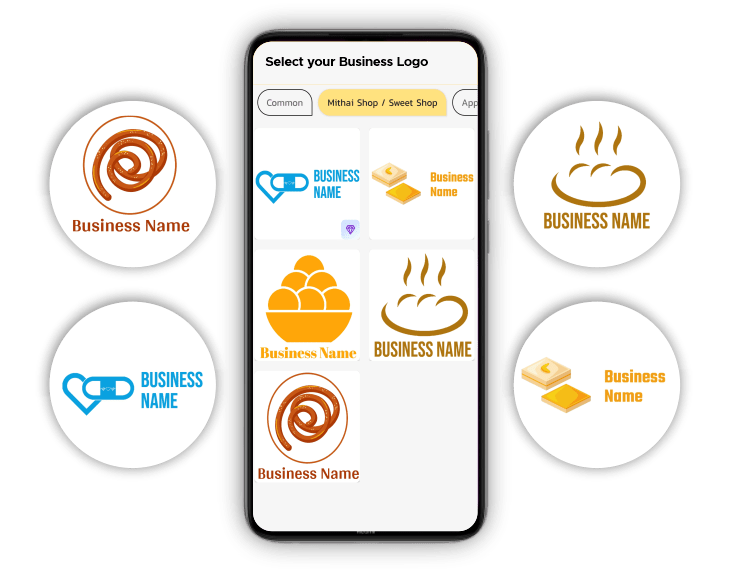 Select your Business Logo
Common
Mithai Shop / Sweet Shop
App
BUSINESS
NAME
Business
Name
Business Name
BUSINESS NAME
Business Name
Business Name
BUSINESS NAME
BUSINESS
NAME
Business
Name